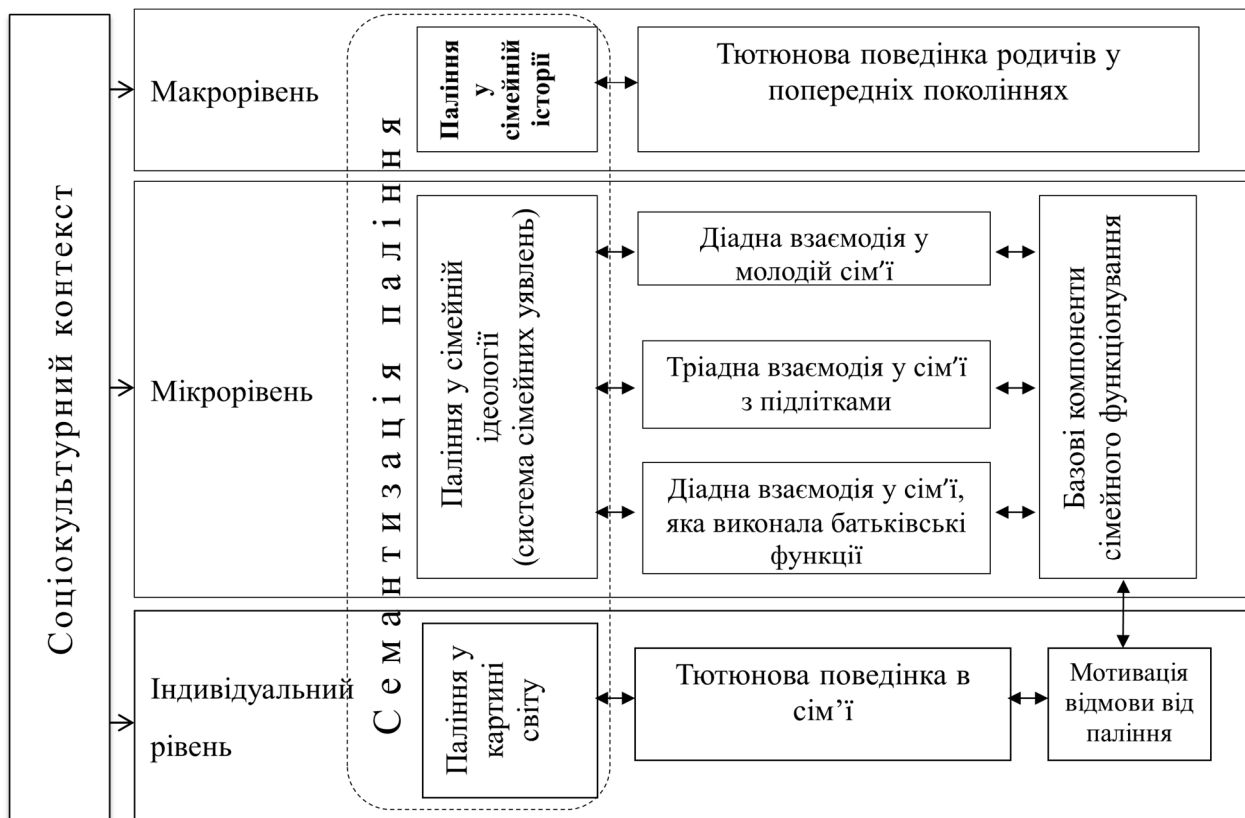 Соціокультурний контекст
Макрорівень
Семантизація паління
Паління
у
сімейній
історії
Тютюнова поведінка родичів у
попередніх поколіннях
Мікрорівень
Паління у сімейній
ідеології
(система сімейних уявлень)
Діадна взаємодія у
молодій сім'ї
Тріадна взаємодія у сім'ї
з підлітками
Діадна взаємодія у сім'ї,
яка виконала батьківські
функції
Базові компоненти
сімейного функціонування
Індивідуальний
рівень
Паління у
картині
світу
Тютюнова поведінка в
сім’ї
Мотивація
відмови від
паління